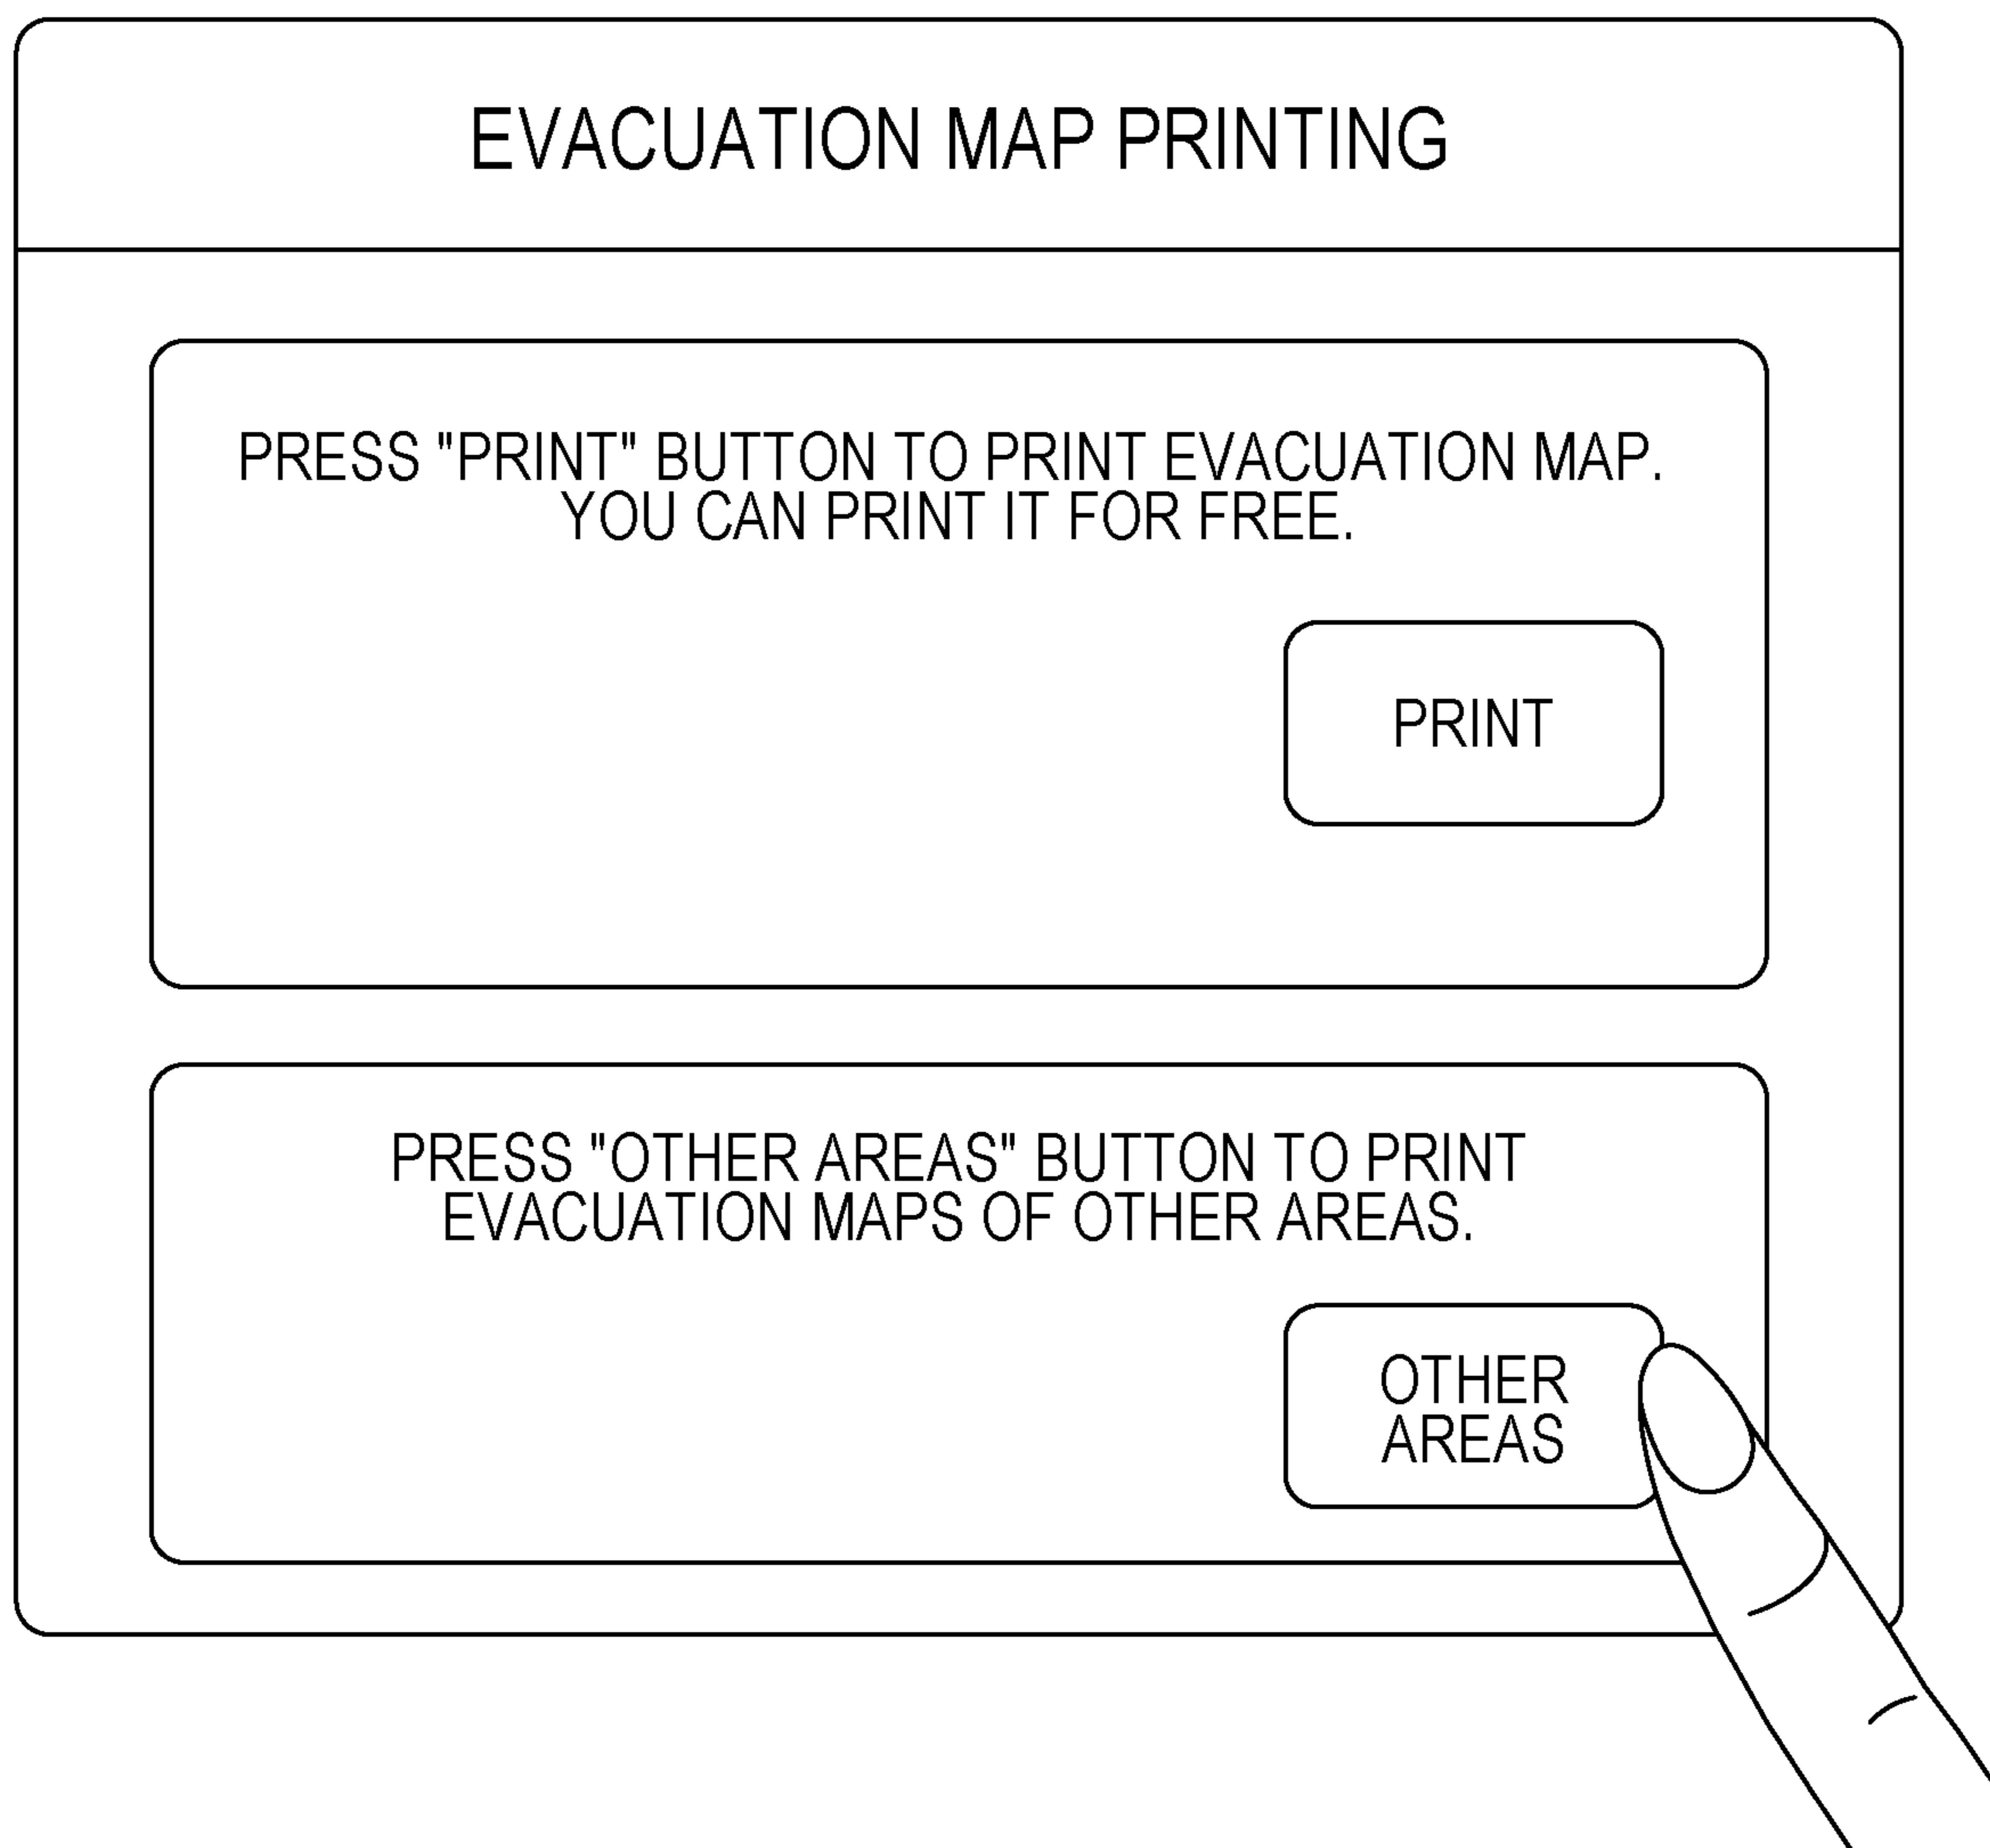 EVACUATION MAP PRINTING
PRESS "PRINT" BUTTON TO PRINT EVACUATION MAP.
YOU CAN PRINT IT FOR FREE.
PRINT
PRESS "OTHER AREAS" BUTTON TO PRINT
EVACUATION MAPS OF OTHER AREAS.
OTHER
AREAS